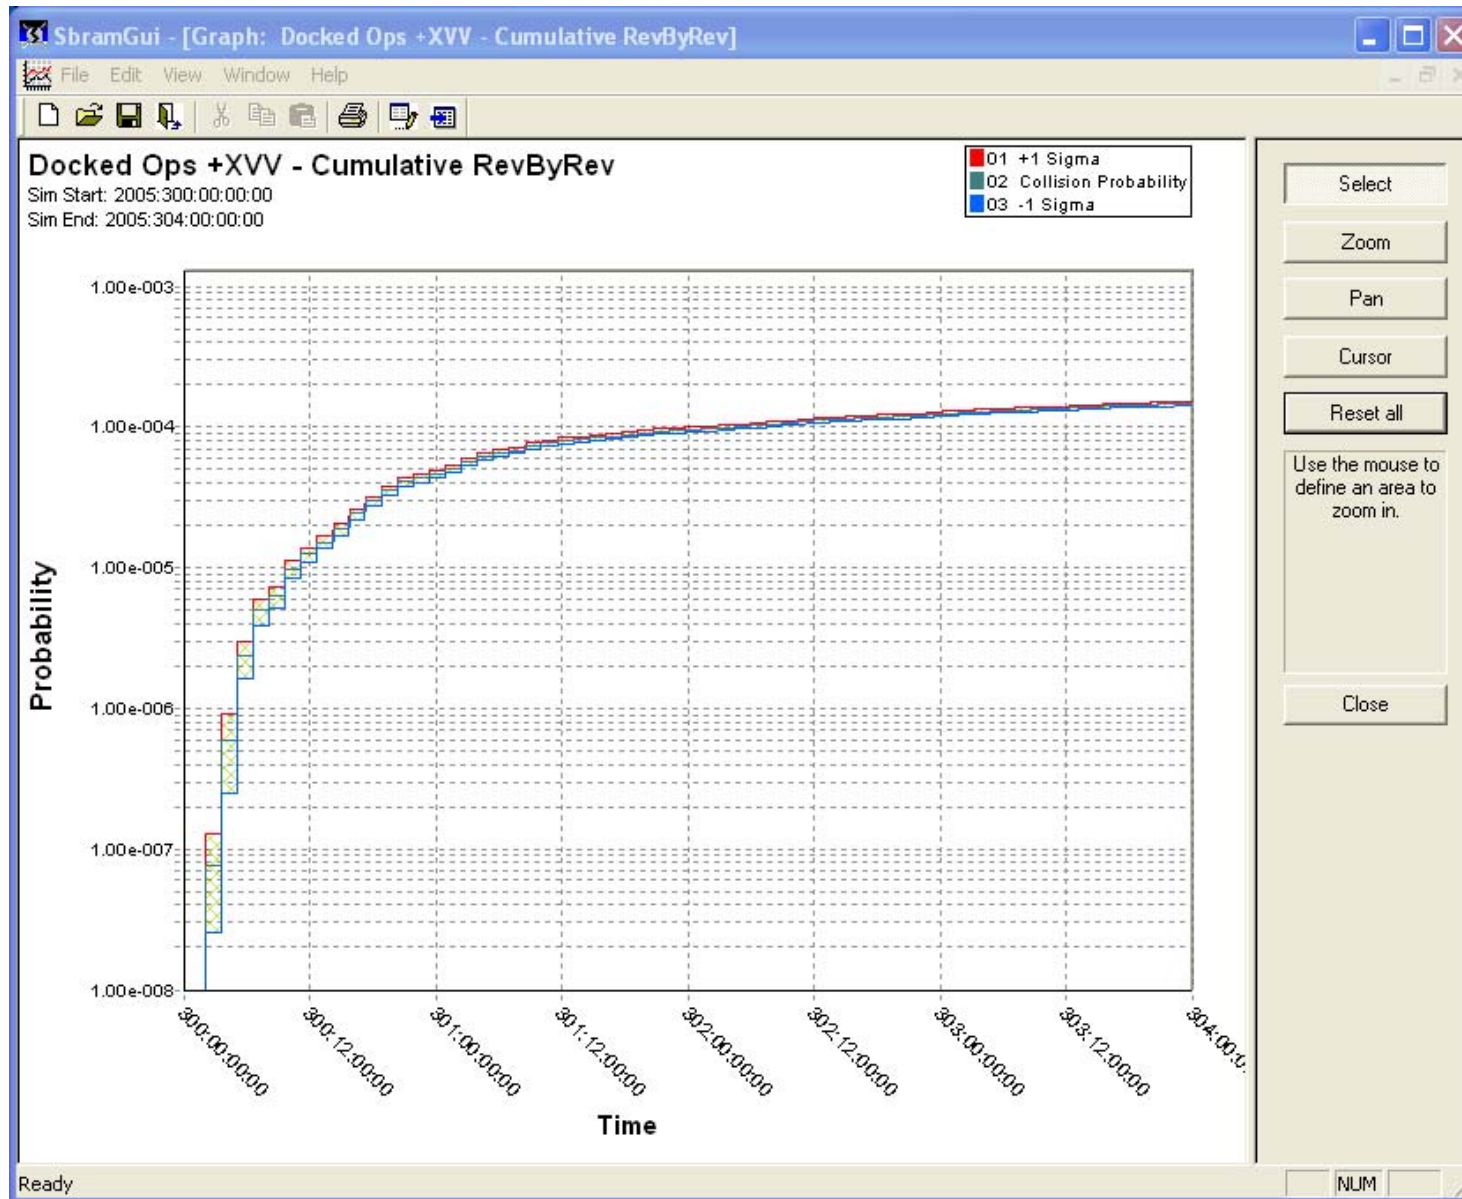 SbramGui - [Graph: Docked Ops +XVV - Cumulative RevByRev]
File Edit View Window Help
Docked Ops +XVV - Cumulative RevByRev
Sim Start: 2005:300:00:00:00
Sim End: 2005:304:00:00:00
01 +1 Sigma
02 Collision Probability
03 -1 Sigma
Select
Zoom
Pan
Cursor
Reset all
Use the mouse to
define an area to
zoom in.
Close
Probability
1.00e-003
1.00e-004
1.00e-005
1.00e-006
1.00e-007
1.00e-008
300:00:00:00
300:12:00:00
301:00:00:00
301:12:00:00
302:00:00:00
302:12:00:00
303:00:00:00
303:12:00:00
304:00:0
Time
Ready
NUM